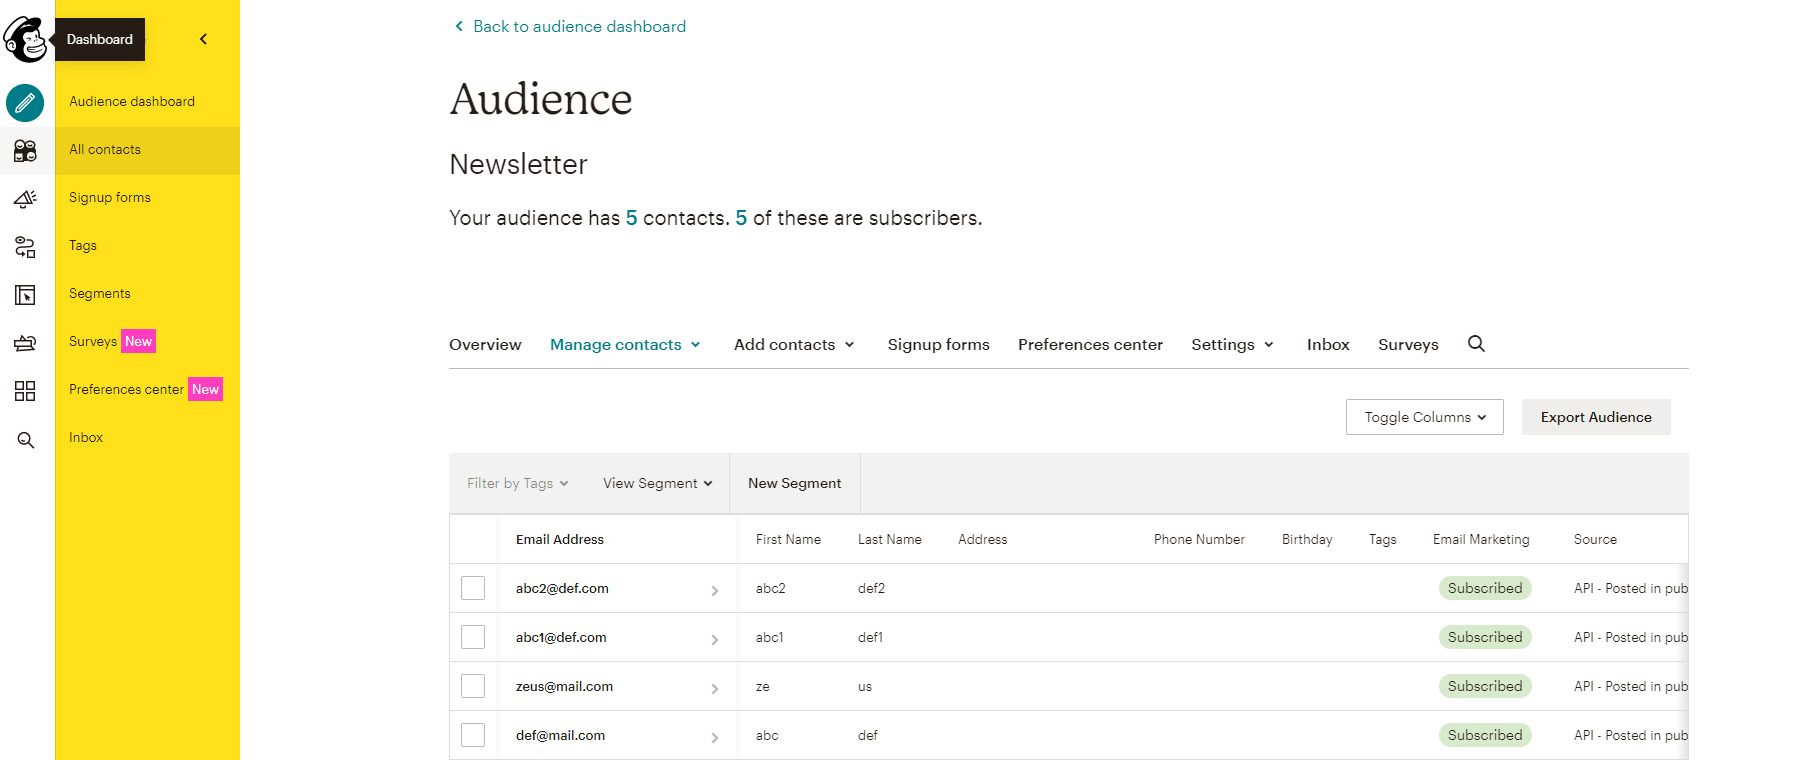 Dashboard
Audience dashboard
All contacts
Signup forms
Tags
Segments
Surveys New
Preferences center New
Inbox
Back to audience dashboard
Audience
Newsletter
Your audience has 5 contacts. 5 of these are subscribers.
Overview Manage contacts Add contacts Signup forms Preferences center Settings Inbox Surveys
Toggle Columns Export Audience
Filter by Tags View Segment New Segment
Email Address First Name Last Name Address Phone Number Birthday Tags Email Marketing Source
abc2@def.com abc2 def2 Subscribed API - Posted in pub
abc1@def.com abc1 def1 Subscribed API - Posted in pub
zeus@mail.com ze us Subscribed API - Posted in pub
def@mail.com abc def Subscribed API - Posted in pub